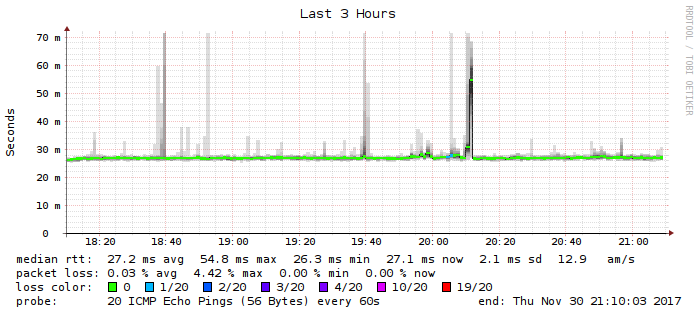 Last 3 Hours
RRDTOOL / TOBI OETIKER
Seconds
70 m
60 m
50 m
40 m
30 m
20 m
10 m
0
18:20 18:40 19:00 19:20 19:40 20:00 20:20 20:40 21:00
median rtt: 27.2 ms avg 54.8 ms max 26.3 ms min 27.1 ms now 2.1 ms sd 12.9 am/s
packet loss: 0.03 % avg 4.42 % max 0.00 % min 0.00 % now
loss color: 0 1/20 2/20 3/20 4/20 10/20 19/20
probe: 20 ICMP Echo Pings (56 Bytes) every 60s end: Thu Nov 30 21:10:03 2017